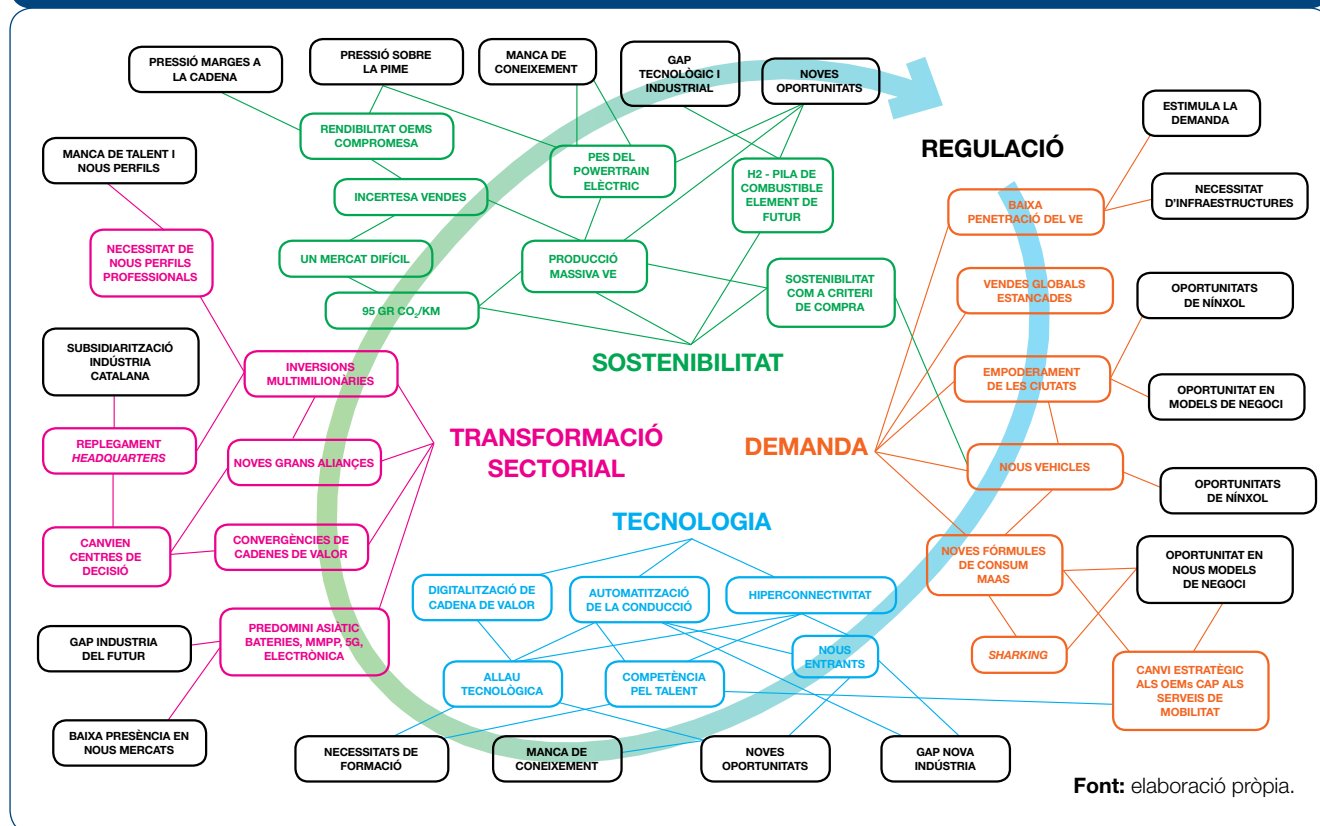 PRESSIÓ MARGES A
LA CADENA
PRESSIÓ SOBRE
LA PIME
MANCA DE
CONEIXEMENT
GAP
TECNOLÒGIC I
INDUSTRIAL
NOVES
OPORTUNITATS
ESTIMULA LA
DEMANDA
MANCA DE TALENT I
NOUS PERFILS
RENDIBILITAT OEMS
COMPROMESA
PES DEL
POWERTRAIN
ELÈCTRIC
H2 - PILA DE
COMBUSTIBLE
ELEMENT DE
FUTUR
REGULACIÓ
INCERTESA VENDES
BAIXA
PENETRACIÓ DEL VE
NECESSITAT
D'INFRAESTRUCTURES
NECESSITAT DE
NOUS PERFILS
PROFESSIONALS
UN MERCAT DIFÍCIL
PRODUCCIÓ
MASSIVA VE
SOSTENIBILITAT
COM A CRITERI
DE COMPRA
VENDES GLOBALS
ESTANCADES
OPORTUNITATS
DE NÍNXOL
95 GR CO₂/KM
SUBSIDIARITZACIÓ
INDÚSTRIA
CATALANA
INVERSIONS
MULTIMILIONÀRIES
SOSTENIBILITAT
EMPODERAMENT
DE LES CIUTATS
OPORTUNITAT EN
MODELS DE NEGOCI
REPLEGAMENT
HEADQUARTERS
NOVES GRANS ALIANÇES
TRANSFORMACIÓ
SECTORIAL
DEMANDA
NOUS VEHICLES
OPORTUNITATS
DE NÍNXOL
CANVIEN
CENTRES DE
DECISIÓ
CONVERGÈNCIES DE
CADENES DE VALOR
TECNOLOGIA
NOVES FÓRMULES
DE CONSUM
MAAS
OPORTUNITAT EN
NOUS MODELS
DE NEGOCI
DIGITALITZACIÓ DE
CADENA DE VALOR
AUTOMATITZACIÓ
DE LA CONDUCCIÓ
HIPERCONNECTIVITAT
GAP INDUSTRIA
DEL FUTUR
PREDOMINI ASIÀTIC
BATERIES, MMPP, 5G,
ELECTRÒNICA
NOUS
ENTRANTS
SHARKING
ALLAU
TECNOLÒGICA
COMPETÈNCIA
PEL TALENT
CANVI ESTRATÈGIC
ALS OEMs CAP ALS
SERVEIS DE
MOBILITAT
BAIXA PRESÈNCIA EN
NOUS MERCATS
NECESSITATS DE
FORMACIÓ
MANCA DE
CONEIXEMENT
NOVES
OPORTUNITATS
GAP NOVA
INDÚSTRIA
Font: elaboració pròpia.